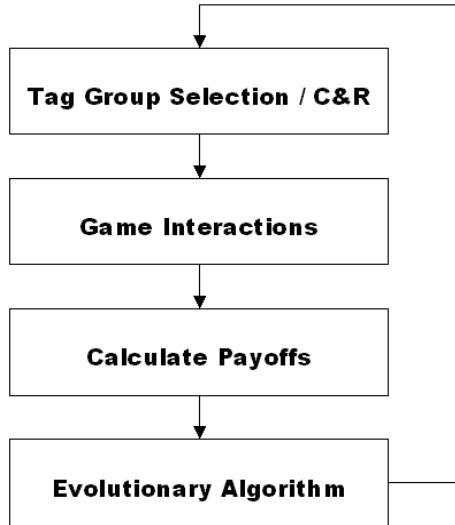 Tag Group Selection / C&R
Game Interactions
Calculate Payoffs
Evolutionary Algorithm